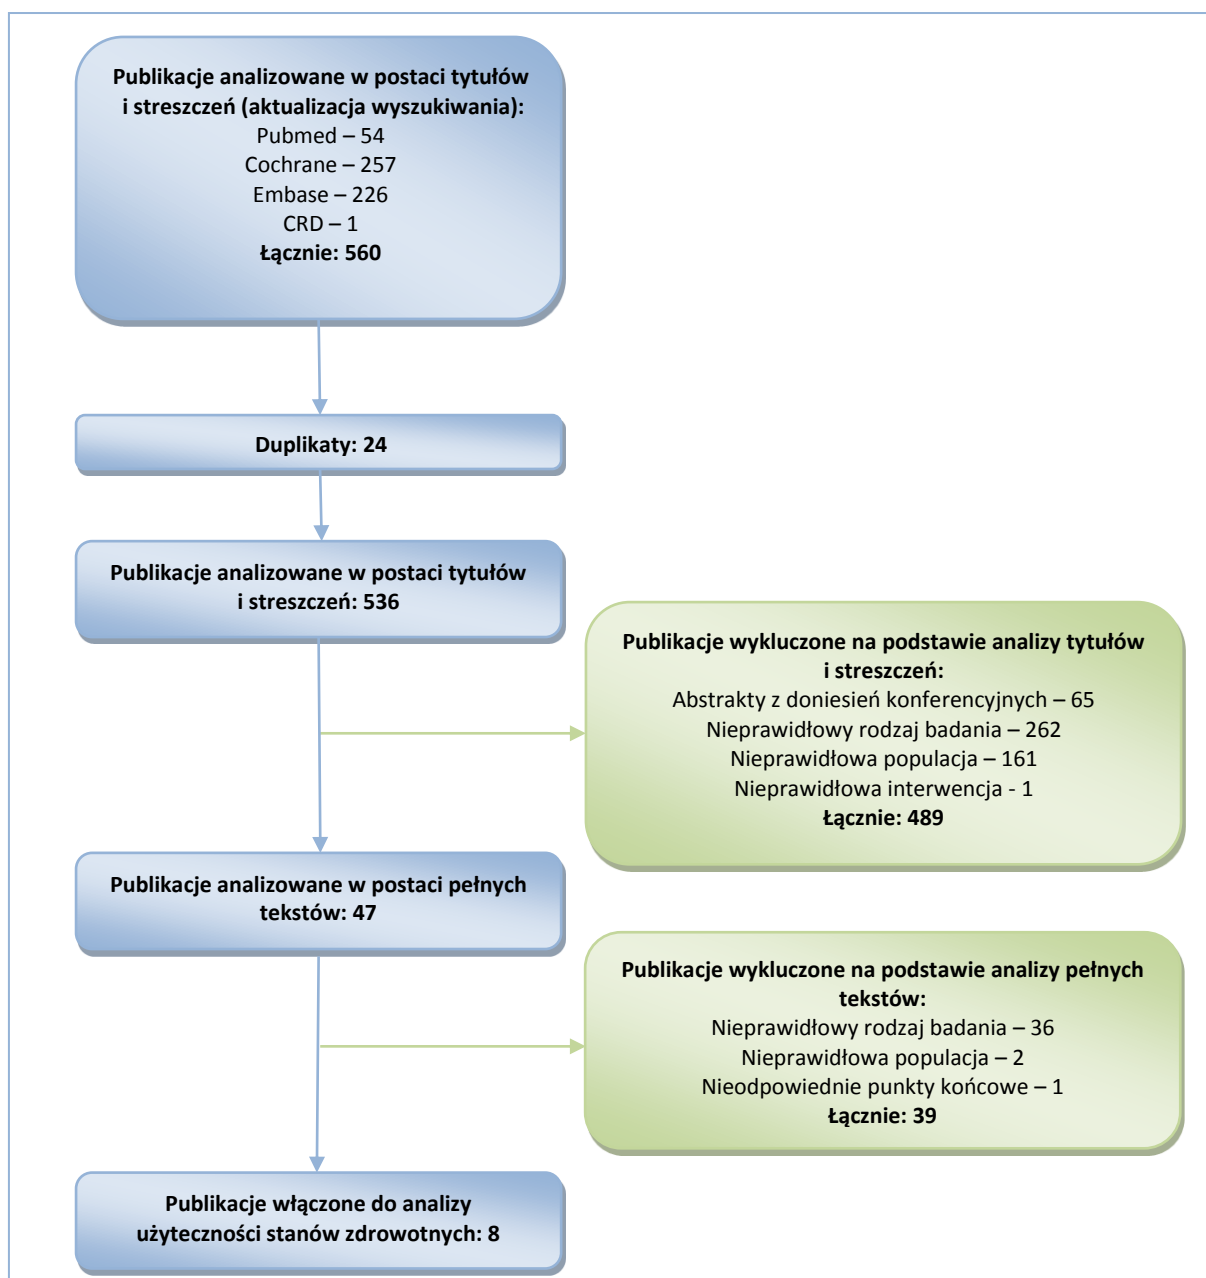 Publikacje analizowane w postaci tytułów
i streszczeń (aktualizacja wyszukiwania):
Pubmed – 54
Cochrane – 257
Embase – 226
CRD – 1
Łącznie: 560
Duplikaty: 24
Publikacje analizowane w postaci tytułów
i streszczeń: 536
Publikacje wykluczone na podstawie analizy tytułów
i streszczeń:
Abstrakty z doniesień konferencyjnych – 65
Nieprawidłowy rodzaj badania – 262
Nieprawidłowa populacja – 161
Nieprawidłowa interwencja - 1
Łącznie: 489
Publikacje analizowane w postaci pełnych
tekstów: 47
Publikacje wykluczone na podstawie analizy pełnych
tekstów:
Nieprawidłowy rodzaj badania – 36
Nieprawidłowa populacja – 2
Nieodpowiednie punkty końcowe – 1
Łącznie: 39
Publikacje włączone do analizy
użyteczności stanów zdrowotnych: 8